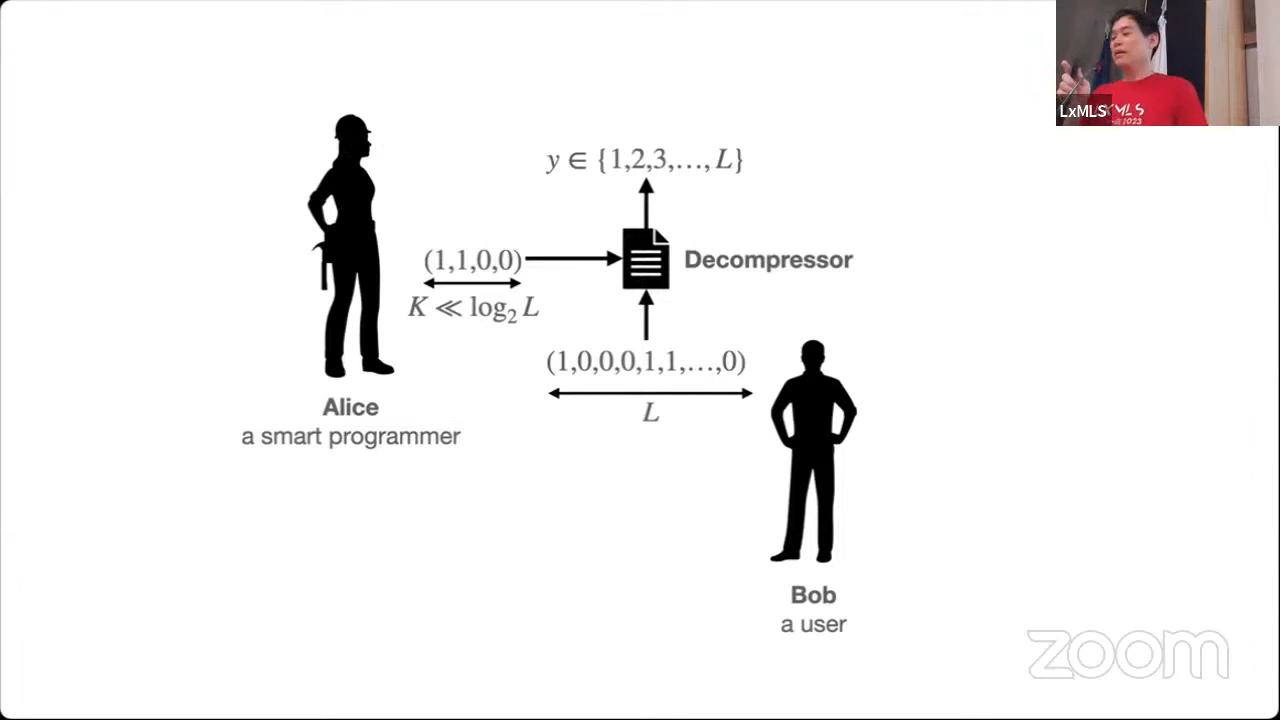 LxMLS
y ∈ {1,2,3,…, L}
(1,1,0,0)
Decompressor
K ≪ log₂ L
(1,0,0,0,1,1,…,0)
L
Alice
a smart programmer
Bob
a user
zoom